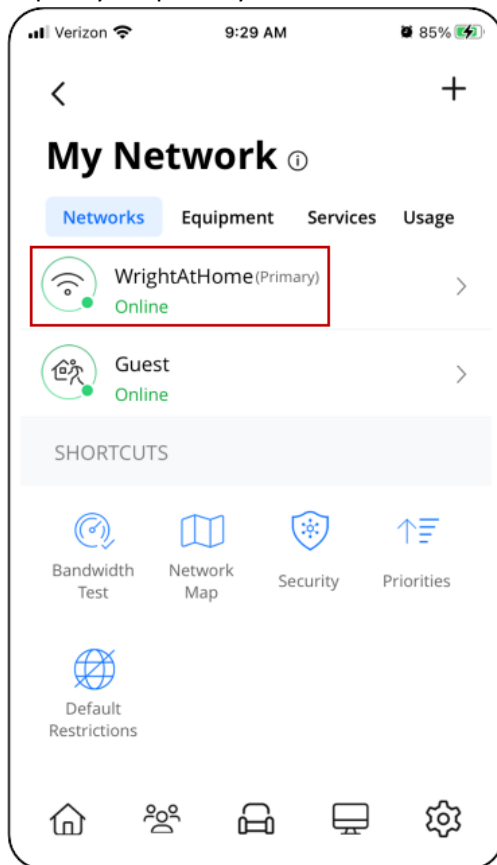 Verizon 9:29 AM 85%
My Network
Networks Equipment Services Usage
WrightAtHome (Primary)
Online
Guest
Online
SHORTCUTS
Bandwidth Test
Network Map
Security
Priorities
Default Restrictions